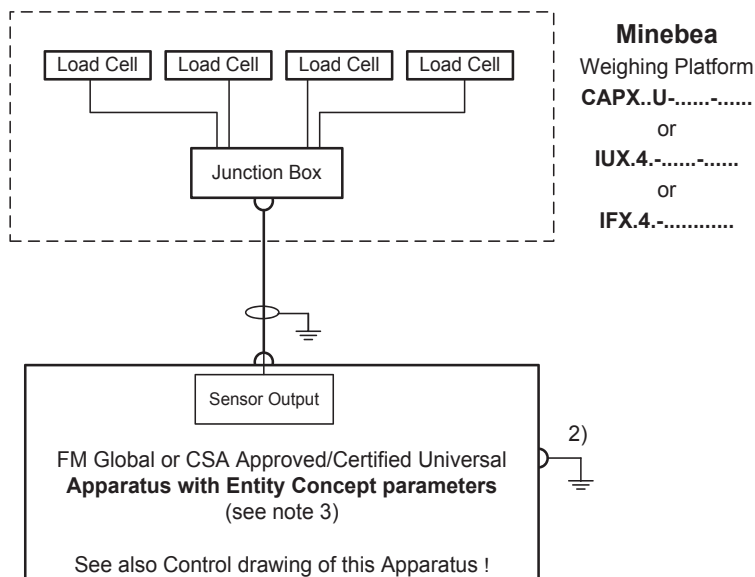 Load Cell Load Cell Load Cell Load Cell
Junction Box
Minebea
Weighing Platform
CAPX..U-......-......
or
IUX.4.-......-......
or
IFX.4.-............
Sensor Output
2)
FM Global or CSA Approved/Certified Universal
Apparatus with Entity Concept parameters
(see note 3)
See also Control drawing of this Apparatus !